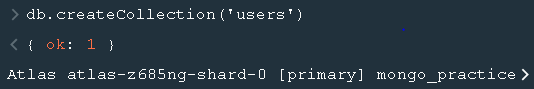 > db.createCollection('users')
< { ok: 1 }
Atlas atlas-z685ng-shard-0 [primary] mongo_practice>